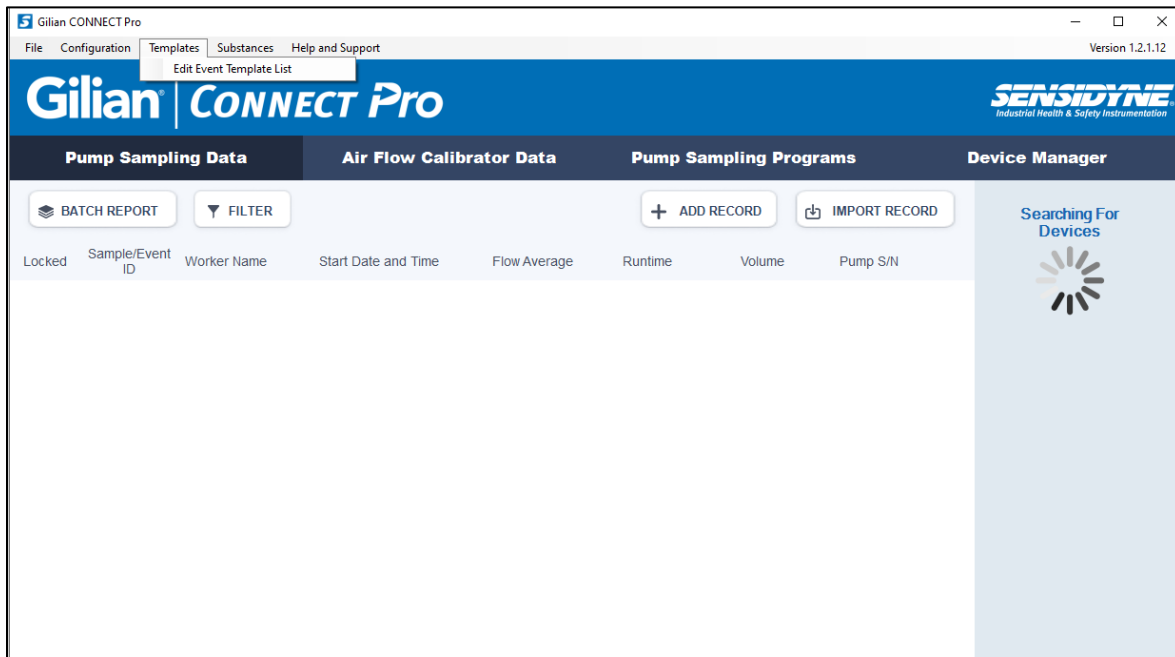 Gilian CONNECT Pro
File Configuration Templates Substances Help and Support Version 1.2.1.12
Edit Event Template List
Gilian® CONNECT Pro
SENSIDYNE®
Industrial Health & Safety Instrumentation
Pump Sampling Data Air Flow Calibrator Data Pump Sampling Programs Device Manager
BATCH REPORT FILTER ADD RECORD IMPORT RECORD
Searching For
Devices
Locked Sample/Event
ID Worker Name Start Date and Time Flow Average Runtime Volume Pump S/N